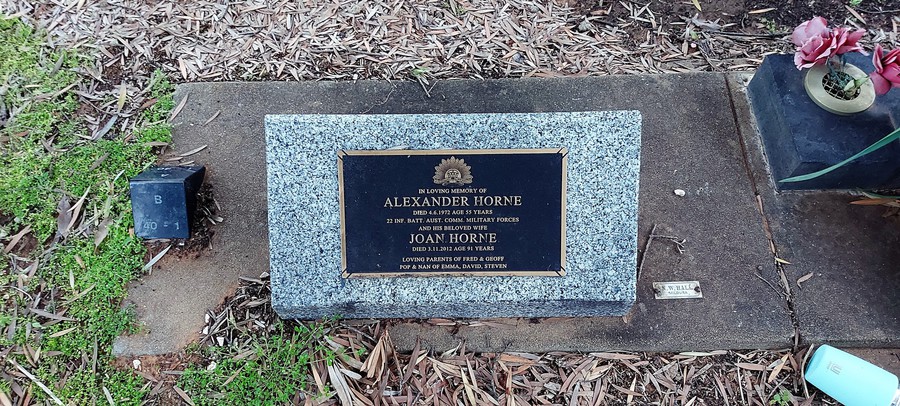 IN LOVING MEMORY OF
ALEXANDER HORNE
DIED 4.6.1972 AGE 55 YEARS
22 INF. BATT. AUST. COMM. MILITARY FORCES
AND HIS BELOVED WIFE
JOAN HORNE
DIED 3.11.2012 AGE 91 YEARS
LOVING PARENTS OF FRED & GEOFF
POP & NAN OF EMMA, DAVID, STEVEN
B
40 - 1
W. HALL